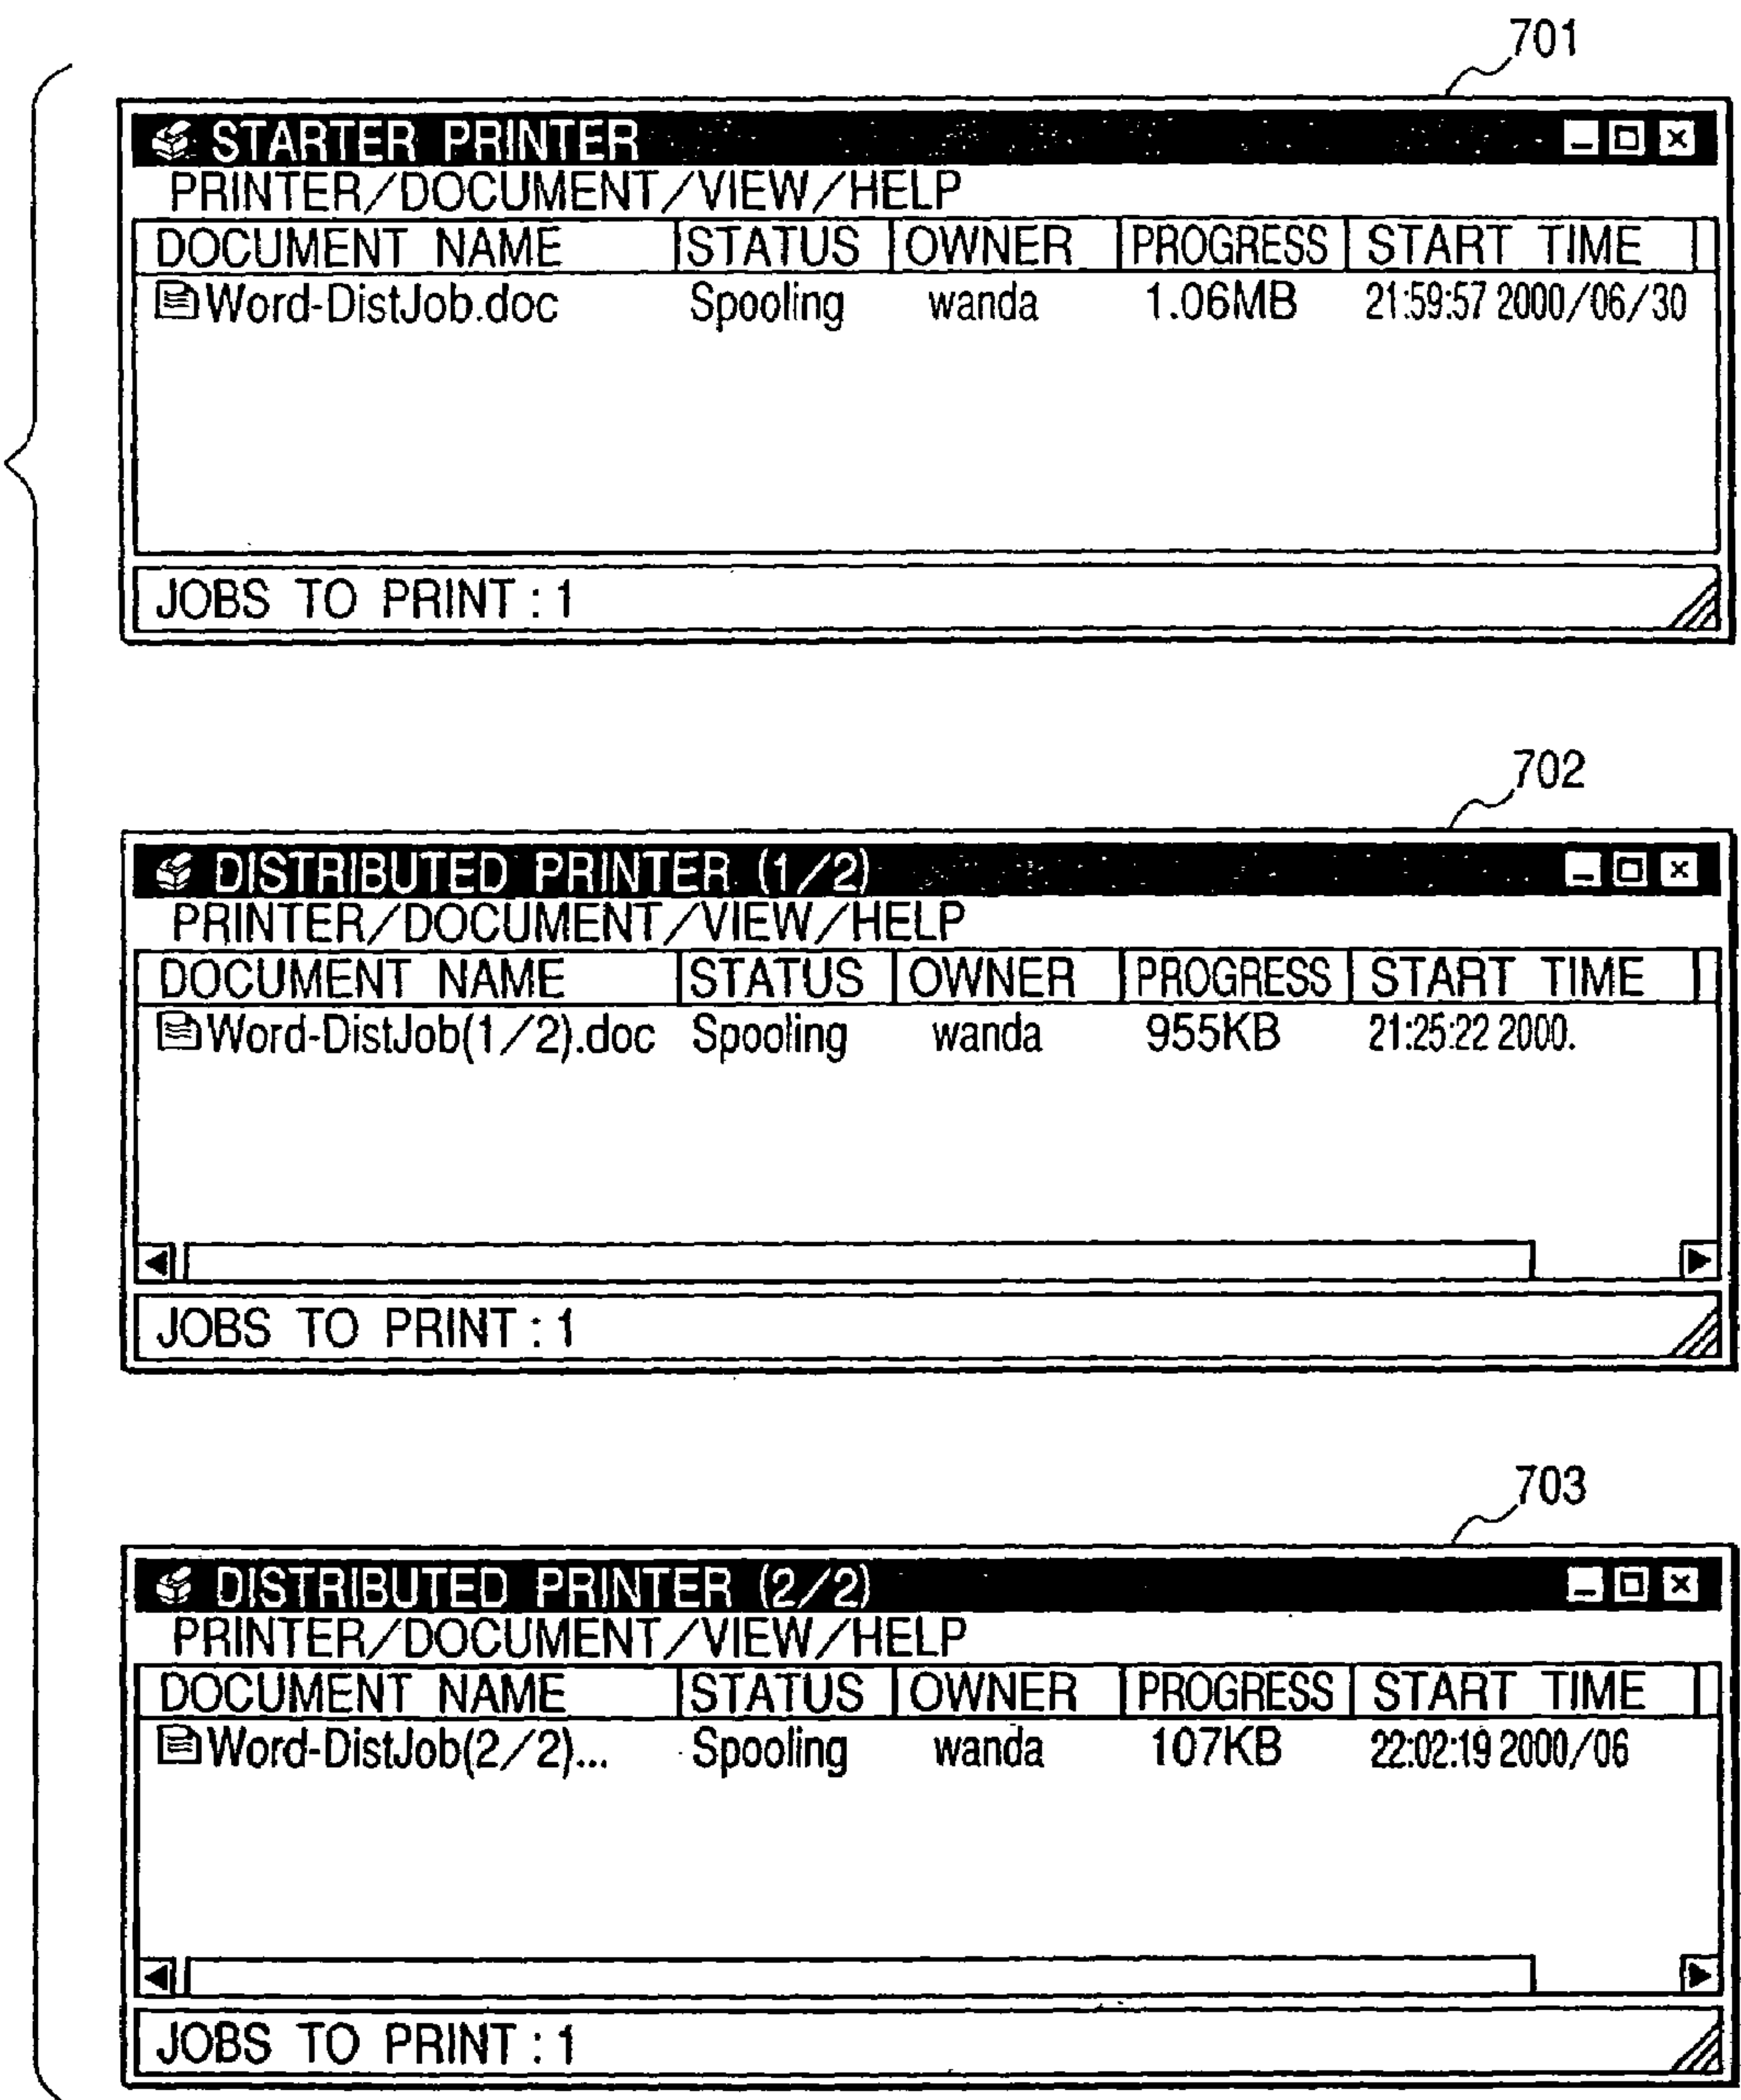 701
STARTER PRINTER
PRINTER/DOCUMENT/VIEW/HELP
DOCUMENT NAME STATUS OWNER PROGRESS START TIME
Word-DistJob.doc Spooling wanda 1.06MB 21:59:57 2000/06/30
JOBS TO PRINT : 1
702
DISTRIBUTED PRINTER (1/2)
PRINTER/DOCUMENT/VIEW/HELP
DOCUMENT NAME STATUS OWNER PROGRESS START TIME
Word-DistJob(1/2).doc Spooling wanda 955KB 21:25:22 2000.
JOBS TO PRINT : 1
703
DISTRIBUTED PRINTER (2/2)
PRINTER/DOCUMENT/VIEW/HELP
DOCUMENT NAME STATUS OWNER PROGRESS START TIME
Word-DistJob(2/2)... Spooling wanda 107KB 22:02:19 2000/06
JOBS TO PRINT : 1